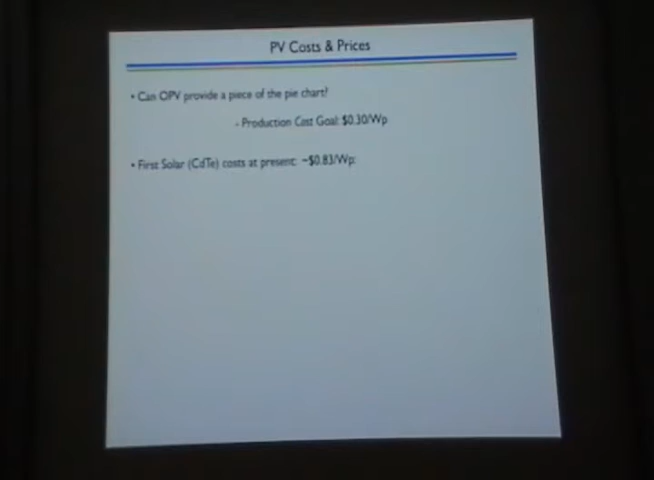 PV Costs & Prices
• Can OPV provide a piece of the pie chart?
- Production Cost Goal: $0.30/Wp
• First Solar (CdTe) costs at present: ~$0.83/Wp: